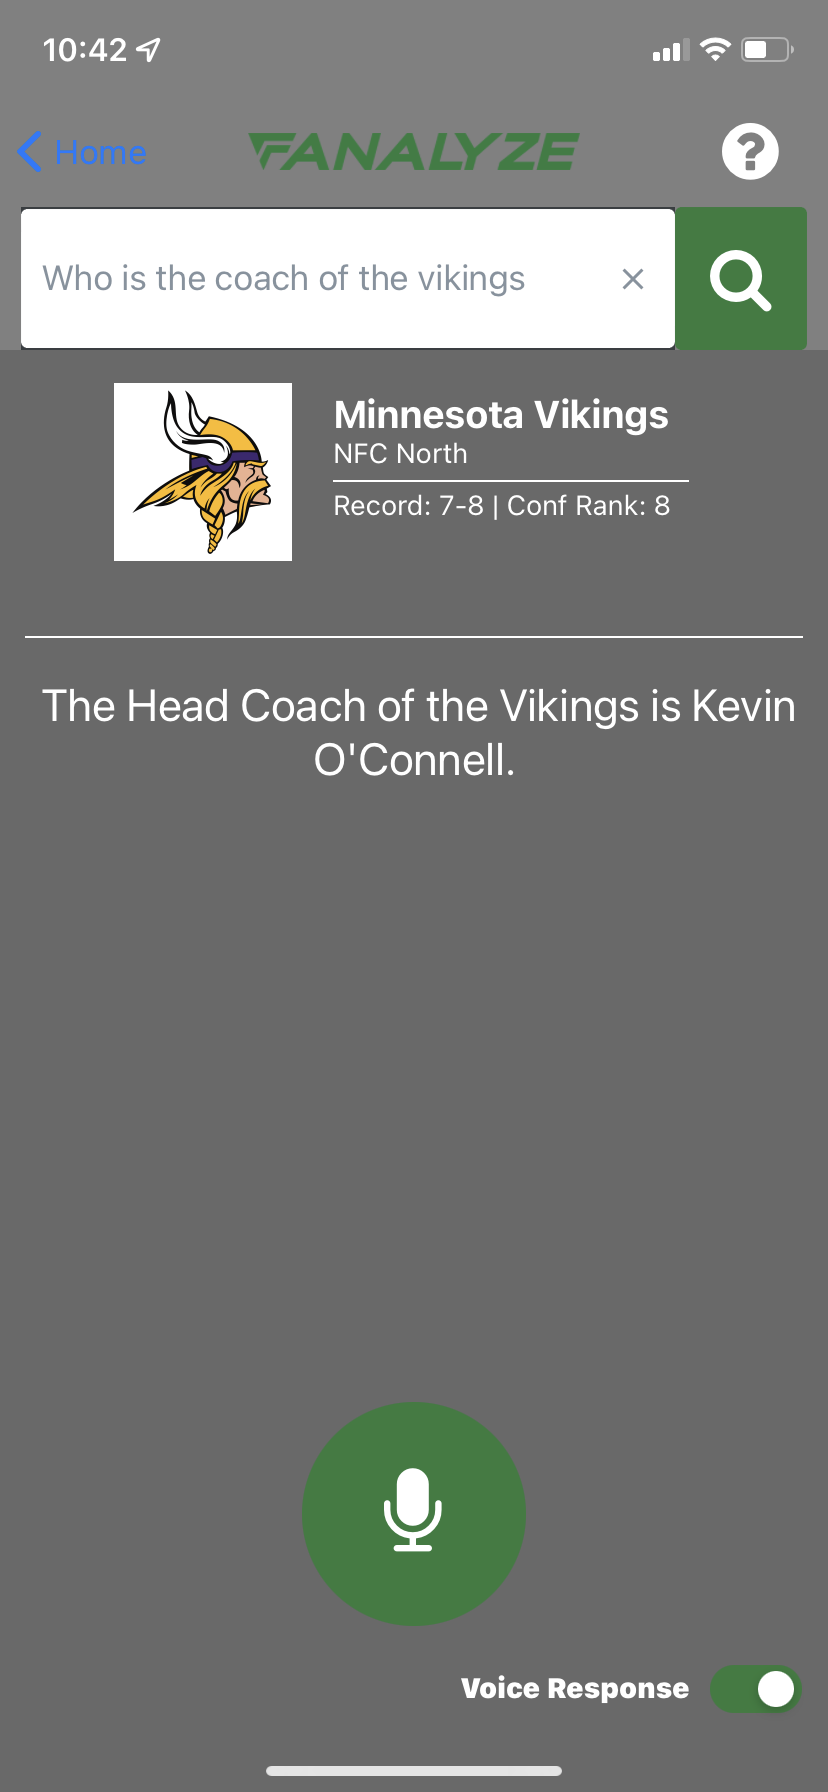 10:42
Home
FANALYZE
Who is the coach of the vikings
Minnesota Vikings
NFC North
Record: 7-8 | Conf Rank: 8
The Head Coach of the Vikings is Kevin
O'Connell.
Voice Response